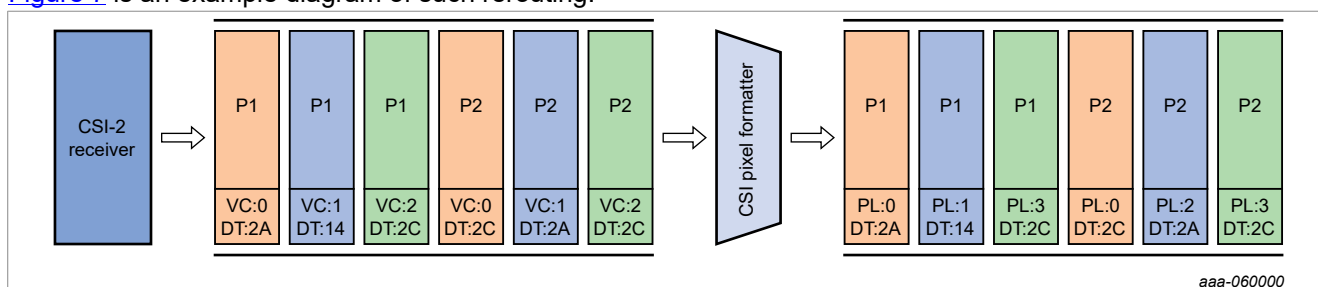 Figure 7 is an example diagram of such rerouting.
CSI-2
receiver
P1
VC:0
DT:2A
P1
VC:1
DT:14
P1
VC:2
DT:2C
P2
VC:0
DT:2C
P2
VC:1
DT:2A
P2
VC:2
DT:2C
CSI pixel formatter
P1
PL:0
DT:2A
P1
PL:1
DT:14
P1
PL:3
DT:2C
P2
PL:0
DT:2C
P2
PL:2
DT:2A
P2
PL:3
DT:2C
aaa-060000